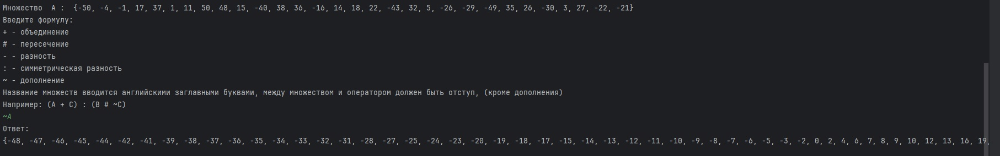 Множество  A :  {-50, -4, -1, 17, 37, 1, 11, 50, 48, 15, -40, 38, 36, -16, 14, 18, 22, -43, 32, 5, -26, -29, -49, 35, 26, -30, 3, 27, -22, -21}
Введите формулу:
+ - объединение
# - пересечение
- - разность
: - симметрическая разность
~ - дополнение
Название множеств вводится английскими заглавными буквами, между множеством и оператором должен быть отступ, (кроме дополнения)
Например: (A + C) : (B # ~C)
~A
Ответ:
{-48, -47, -46, -45, -44, -42, -41, -39, -38, -37, -36, -35, -34, -33, -32, -31, -28, -27, -25, -24, -23, -20, -19, -18, -17, -15, -14, -13, -12, -11, -10, -9, -8, -7, -6, -5, -3, -2, 0, 2, 4, 6, 7, 8, 9, 10, 12, 13, 16, 19,